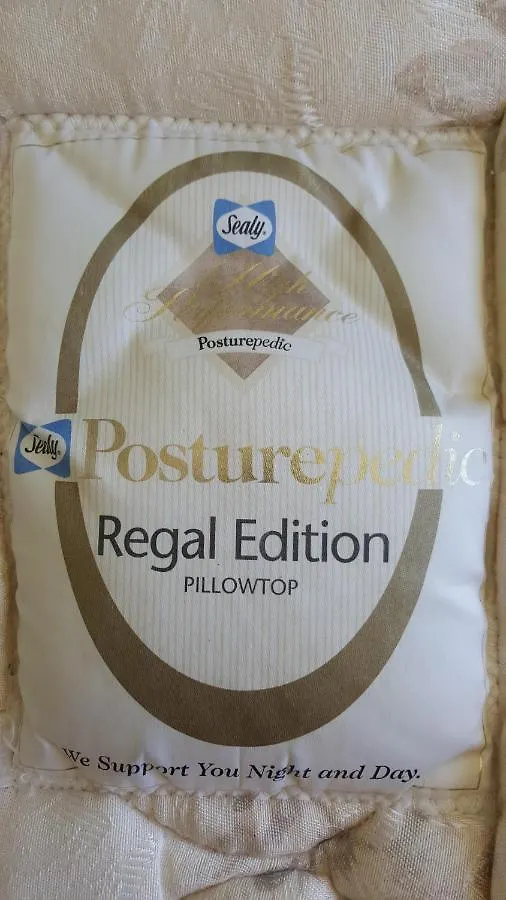 Sealy®
High
Performance
Posturepedic
Sealy® Posturepedic
Regal Edition
PILLOWTOP
We Support You Night and Day.